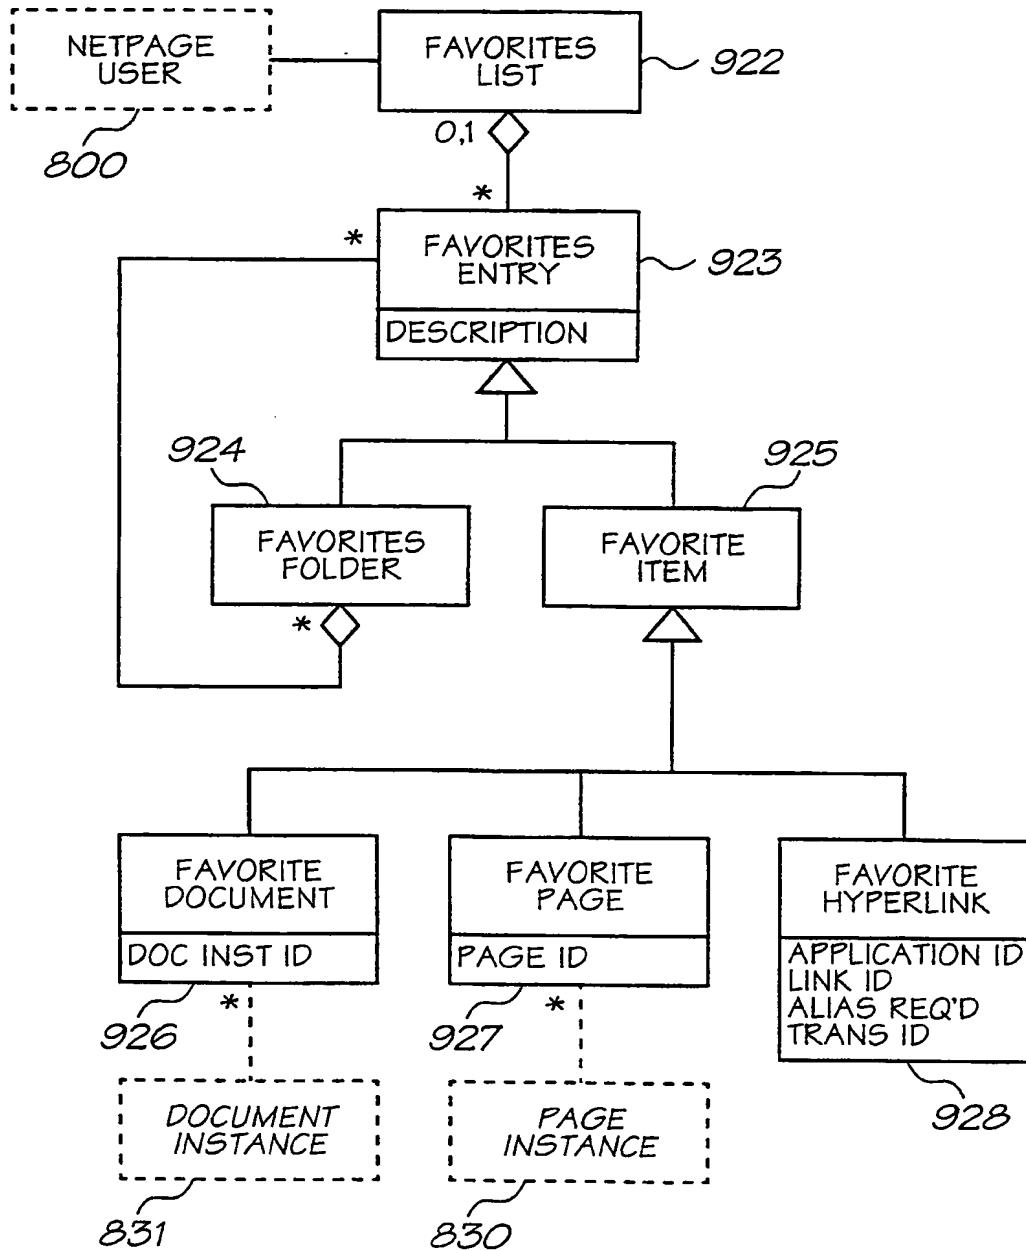 NETPAGE
USER
800
FAVORITES
LIST
922
0,1
*
*
FAVORITES
ENTRY
923
DESCRIPTION
924
925
FAVORITES
FOLDER
*
FAVORITE
ITEM
FAVORITE
DOCUMENT
DOC INST ID
926
*
FAVORITE
PAGE
PAGE ID
927
*
FAVORITE
HYPERLINK
APPLICATION ID
LINK ID
ALIAS REQ'D
TRANS ID
928
DOCUMENT
INSTANCE
831
PAGE
INSTANCE
830